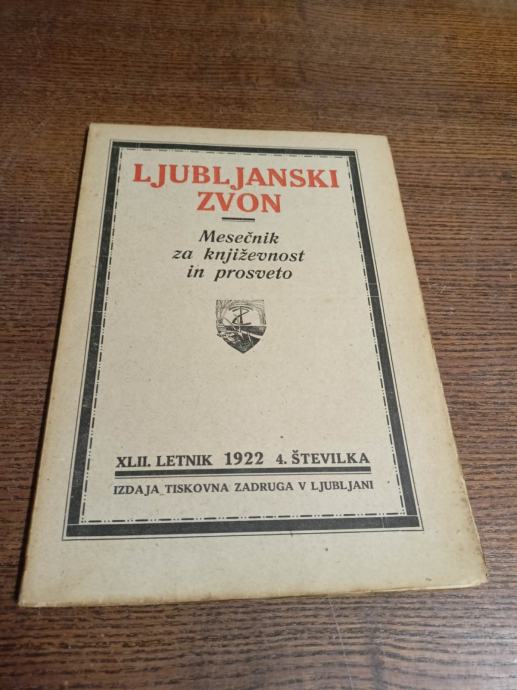 LJUBLJANSKI
ZVON
Mesečnik
za književnost
in prosveto
XLII. LETNIK 1922 4. ŠTEVILKA
IZDAJA TISKOVNA ZADRUGA V LJUBLJANI